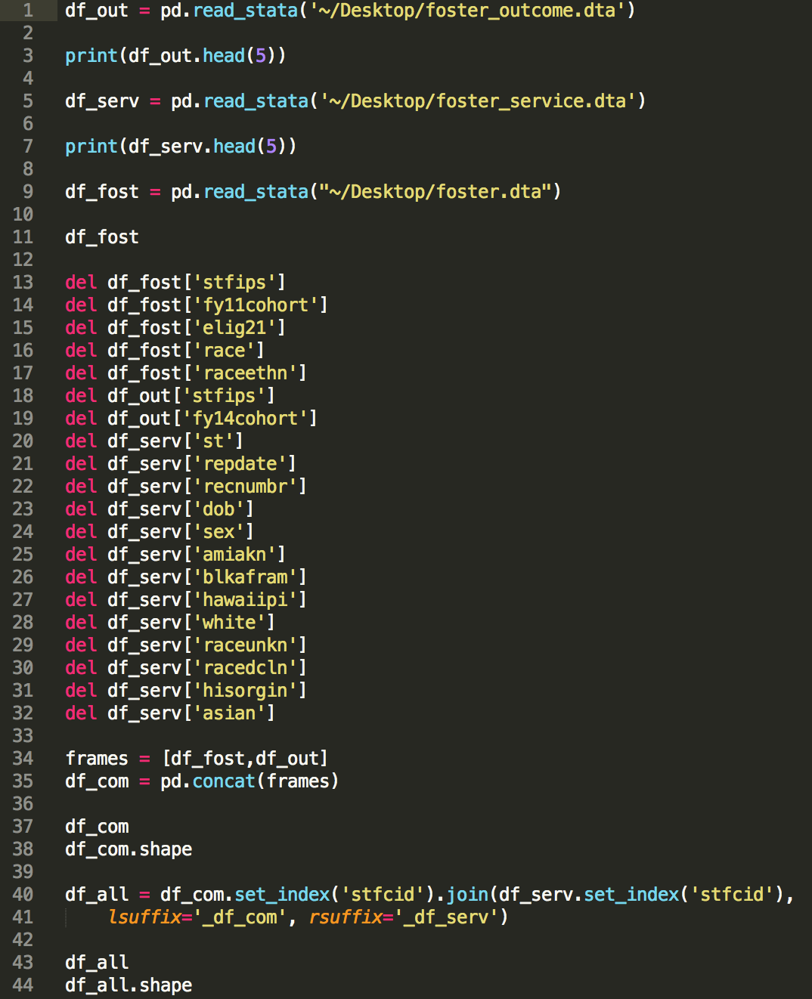 1 df_out = pd.read_stata('~/Desktop/foster_outcome.dta')
2
3 print(df_out.head(5))
4
5 df_serv = pd.read_stata('~/Desktop/foster_service.dta')
6
7 print(df_serv.head(5))
8
9 df_fost = pd.read_stata("~/Desktop/foster.dta")
10
11 df_fost
12
13 del df_fost['stfips']
14 del df_fost['fy11cohort']
15 del df_fost['elig21']
16 del df_fost['race']
17 del df_fost['raceethn']
18 del df_out['stfips']
19 del df_out['fy14cohort']
20 del df_serv['st']
21 del df_serv['repdate']
22 del df_serv['recnumbr']
23 del df_serv['dob']
24 del df_serv['sex']
25 del df_serv['amiakn']
26 del df_serv['blkafram']
27 del df_serv['hawaiipi']
28 del df_serv['white']
29 del df_serv['raceunkn']
30 del df_serv['racedcln']
31 del df_serv['hisorgin']
32 del df_serv['asian']
33
34 frames = [df_fost,df_out]
35 df_com = pd.concat(frames)
36
37 df_com
38 df_com.shape
39
40 df_all = df_com.set_index('stfcid').join(df_serv.set_index('stfcid'),
41     lsuffix='_df_com', rsuffix='_df_serv')
42
43 df_all
44 df_all.shape